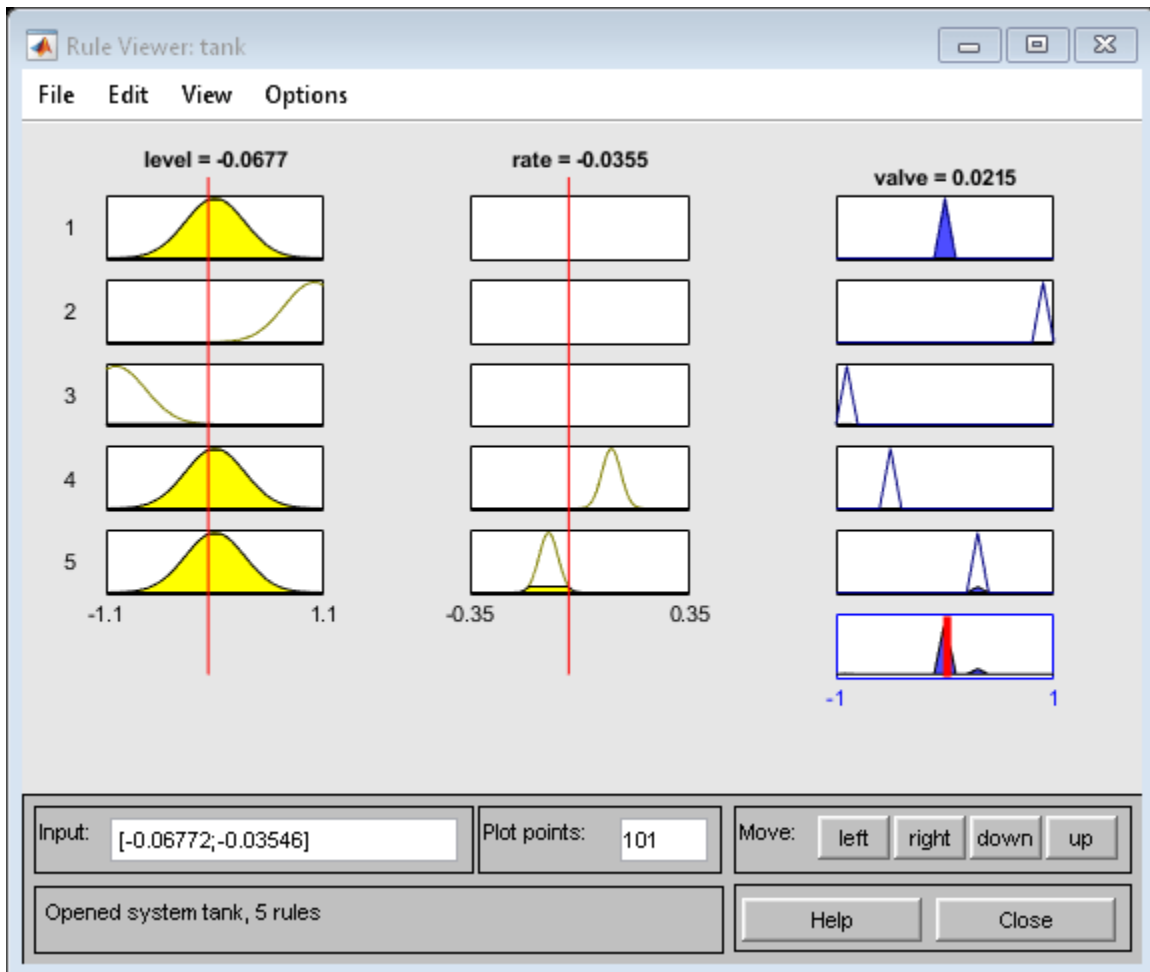 Rule Viewer: tank
File Edit View Options
level = -0.0677
rate = -0.0355
valve = 0.0215
1
2
3
4
5
-1.1 1.1
-0.35 0.35
-1 1
Input: [-0.06772;-0.03546]
Plot points: 101
Move: left right down up
Opened system tank, 5 rules
Help Close